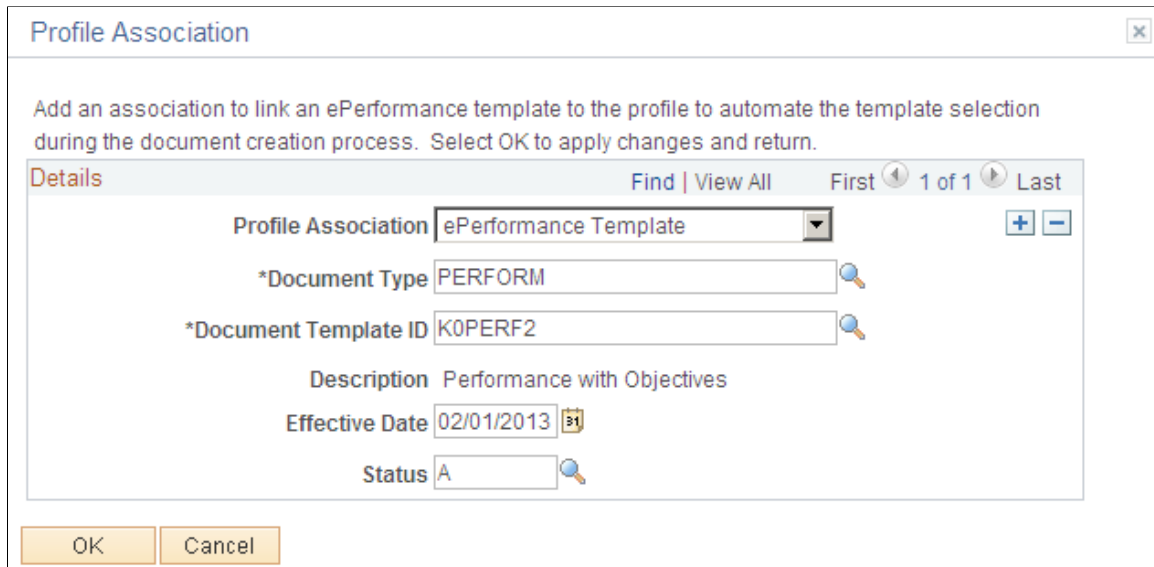 Profile Association
Add an association to link an ePerformance template to the profile to automate the template selection
during the document creation process. Select OK to apply changes and return.
Details Find | View All First 1 of 1 Last
Profile Association ePerformance Template
*Document Type PERFORM
*Document Template ID K0PERF2
Description Performance with Objectives
Effective Date 02/01/2013 31
Status A
OK Cancel